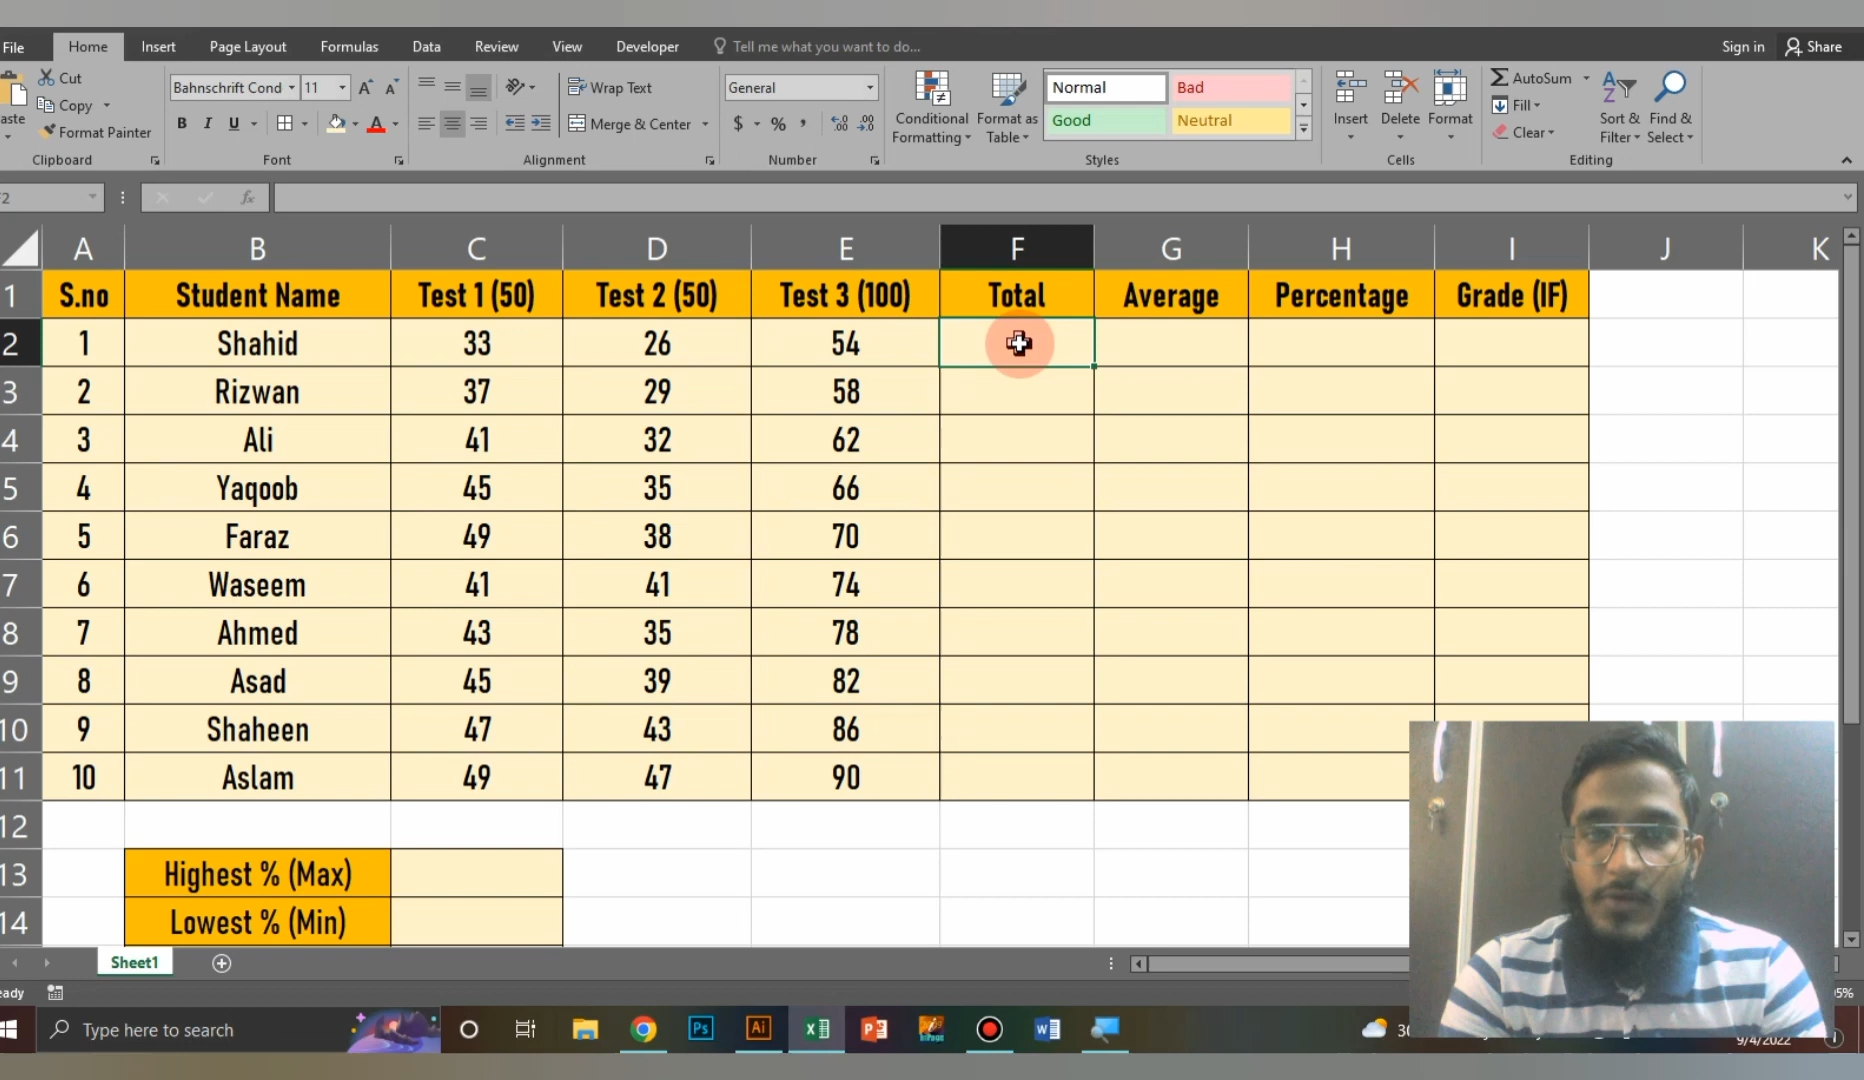 File Home Insert Page Layout Formulas Data Review View Developer Tell me what you want to do... Sign in Share
Cut
Copy
Format Painter
Clipboard
Bahnschrift Cond 11
B I U
Font
Wrap Text
Merge & Center
Alignment
General
$ % ,
Number
Conditional
Formatting
Format as
Table
Normal Bad
Good Neutral
Styles
Insert Delete Format
Cells
AutoSum
Fill
Clear
Sort &
Filter
Find &
Select
Editing
fx
A B C D E F G H I J K
1 S.no Student Name Test 1 (50) Test 2 (50) Test 3 (100) Total Average Percentage Grade (IF)
2 1 Shahid 33 26 54
3 2 Rizwan 37 29 58
4 3 Ali 41 32 62
5 4 Yaqoob 45 35 66
6 5 Faraz 49 38 70
7 6 Waseem 41 41 74
8 7 Ahmed 43 35 78
9 8 Asad 45 39 82
10 9 Shaheen 47 43 86
11 10 Aslam 49 47 90
12
13 Highest % (Max)
14 Lowest % (Min)
Sheet1
Type here to search
Ps Ai
9/4/2022